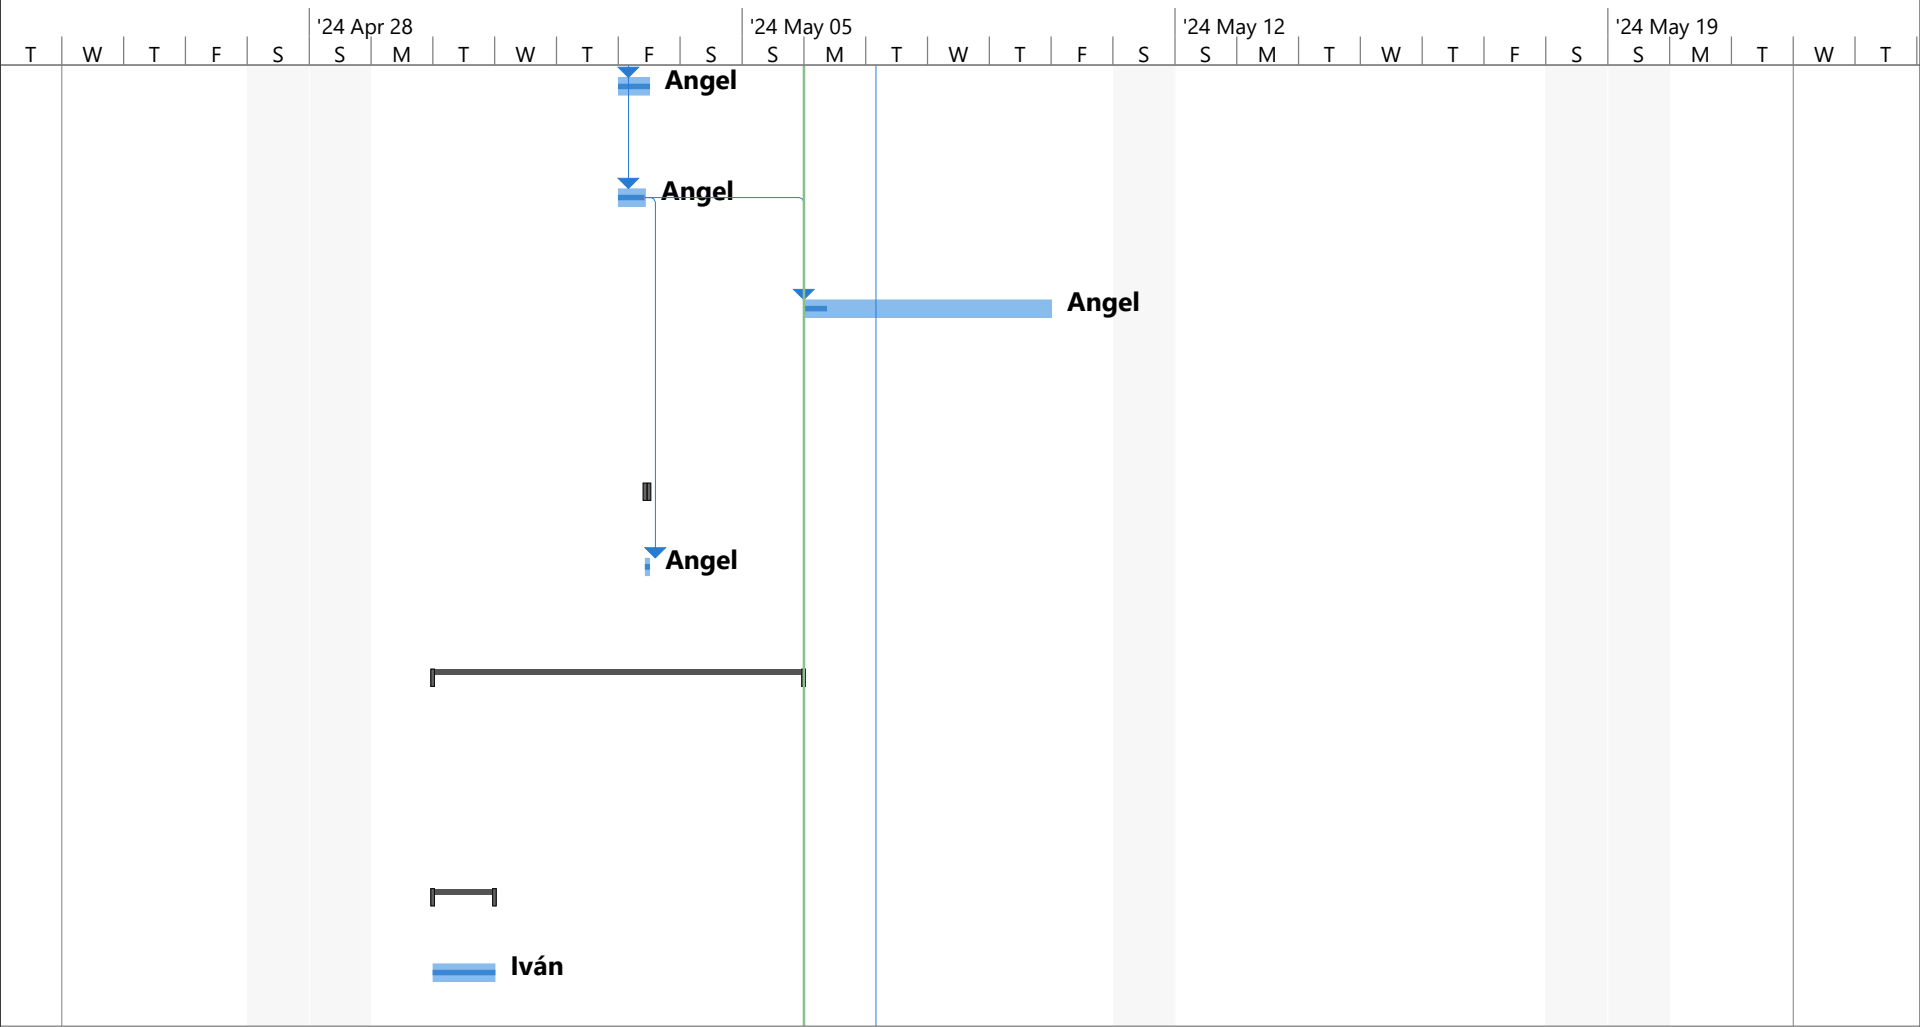 '24 Apr 28 '24 May 05 '24 May 12 '24 May 19
T W T F S S M T W T F S S M T W T F S S M T W T F S S M T W T
Angel
Angel
Angel
Angel
Iván